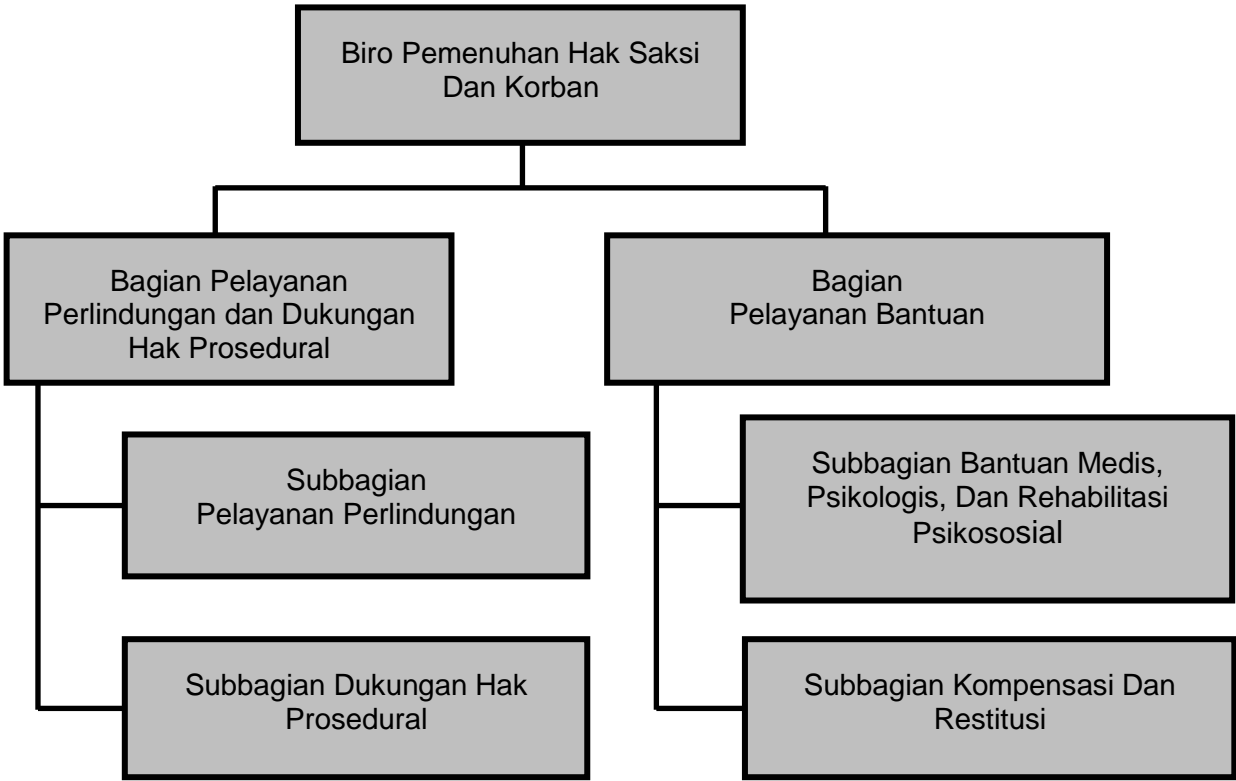 Biro Pemenuhan Hak Saksi
Dan Korban
Bagian Pelayanan
Perlindungan dan Dukungan
Hak Prosedural
Bagian
Pelayanan Bantuan
Subbagian
Pelayanan Perlindungan
Subbagian Bantuan Medis,
Psikologis, Dan Rehabilitasi
Psikososial
Subbagian Dukungan Hak
Prosedural
Subbagian Kompensasi Dan
Restitusi